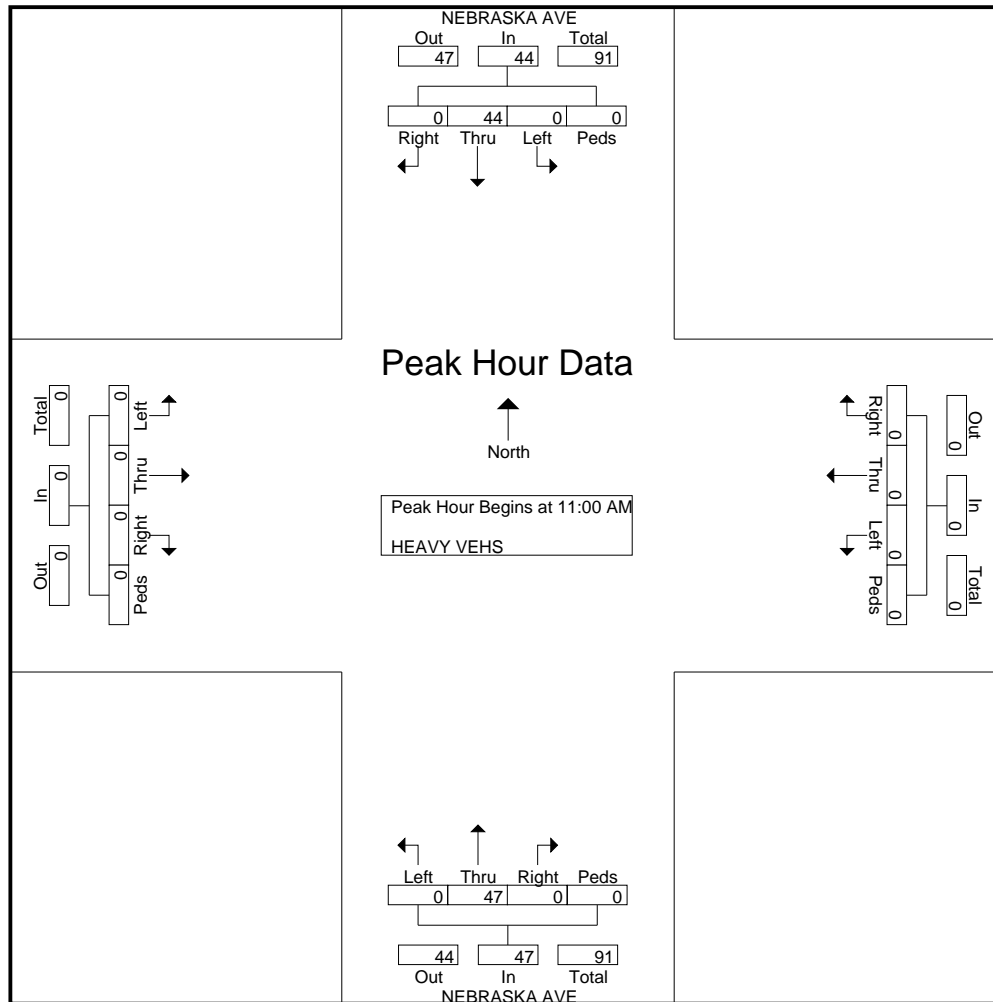 NEBRASKA AVE
Out In Total
47 44 91
0 44 0 0
Right Thru Left Peds
Peak Hour Data
North
Peak Hour Begins at 11:00 AM
HEAVY VEHS
Total In Out
0 0 0
0 0 0 0
Left Thru Right Peds
Right Thru Left Peds
0 0 0 0
Out In Total
0 0 0
Left Thru Right Peds
0 47 0 0
44 47 91
Out In Total
NEBRASKA AVE